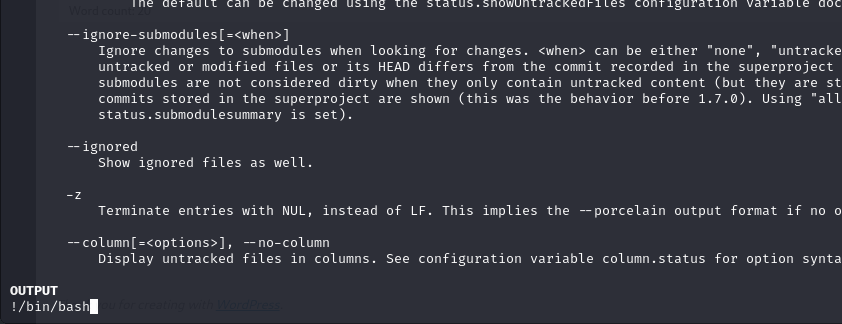 The default can be changed using the status.showUntrackedFiles configuration variable doc
--ignore-submodules[=<when>]
Ignore changes to submodules when looking for changes. <when> can be either "none", "untracke
untracked or modified files or its HEAD differs from the commit recorded in the superproject
submodules are not considered dirty when they only contain untracked content (but they are st
commits stored in the superproject are shown (this was the behavior before 1.7.0). Using "all
status.submodulesummary is set).
--ignored
Show ignored files as well.
-z
Terminate entries with NUL, instead of LF. This implies the --porcelain output format if no o
--column[=<options>], --no-column
Display untracked files in columns. See configuration variable column.status for option synta
OUTPUT
!/bin/bash for creating with WordPress